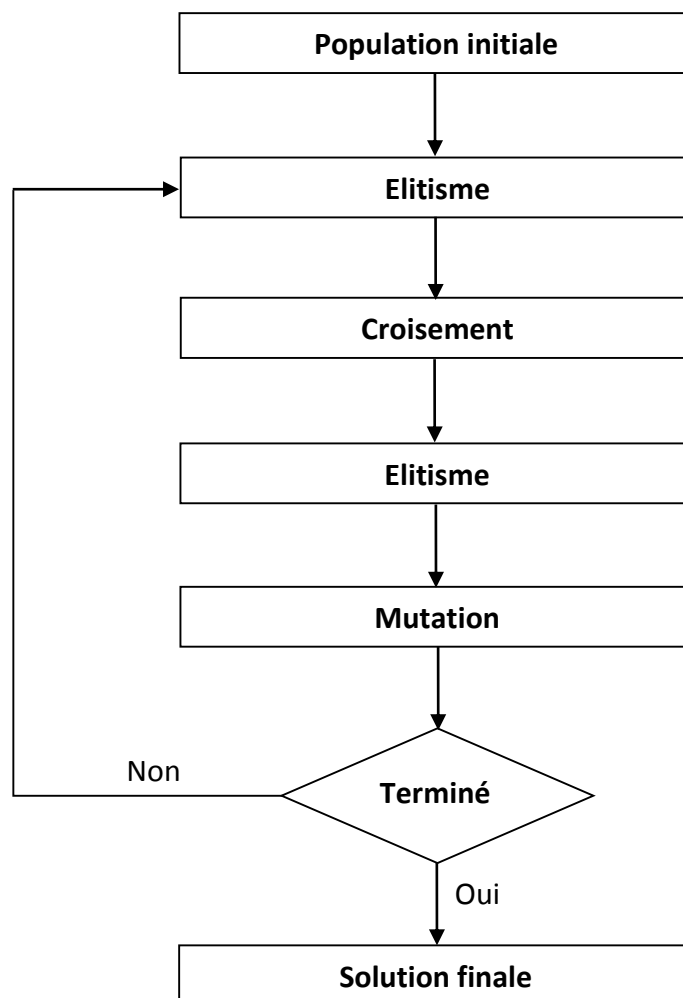 Population initiale
Elitisme
Croisement
Elitisme
Mutation
Terminé
Non
Oui
Solution finale